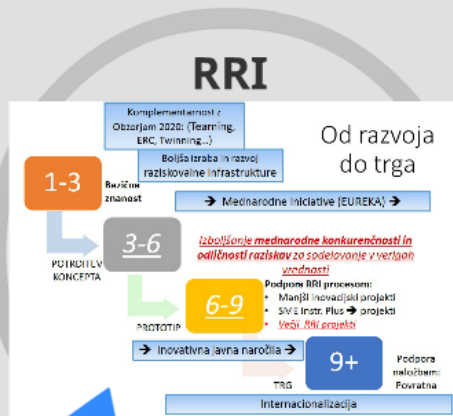 RRI
Komplementarnost z
Obzorjem 2020: (Teaming,
ERC, Twinning...)
Boljša izraba in razvoj
raziskovalne infrastrukture
Od razvoja
do trga
1-3
Bazična
znanost
→ Mednarodne Iniciative (EUREKA) →
3-6
POTRDITEV
KONCEPTA
Izboljšanje mednarodne konkurenčnosti in
odličnosti raziskav za sodelovanje v verigah
vrednosti
6-9
Podpora RRI procesom:
• Manjši inovacijski projekti
• SME Instr. Plus → projekti
• Večji RRI projekti
PROTOTIP
→ Inovativna javna naročila →
9+
Podpora
naložbam:
Povratna
TRG
Internacionalizacija